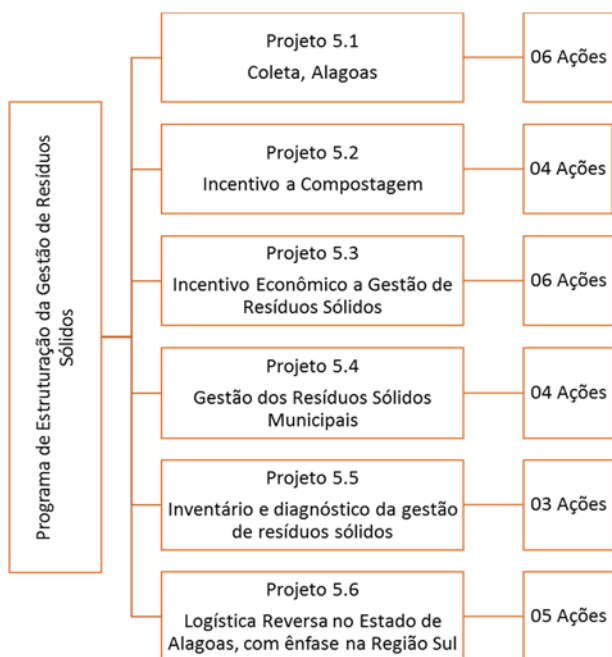 Programa de Estruturação da Gestão de Resíduos
Sólidos
Projeto 5.1
Coleta, Alagoas
06 Ações
Projeto 5.2
Incentivo a Compostagem
04 Ações
Projeto 5.3
Incentivo Econômico a Gestão de
Resíduos Sólidos
06 Ações
Projeto 5.4
Gestão dos Resíduos Sólidos
Municipais
04 Ações
Projeto 5.5
Inventário e diagnóstico da gestão
de resíduos sólidos
03 Ações
Projeto 5.6
Logística Reversa no Estado de
Alagoas, com ênfase na Região Sul
05 Ações